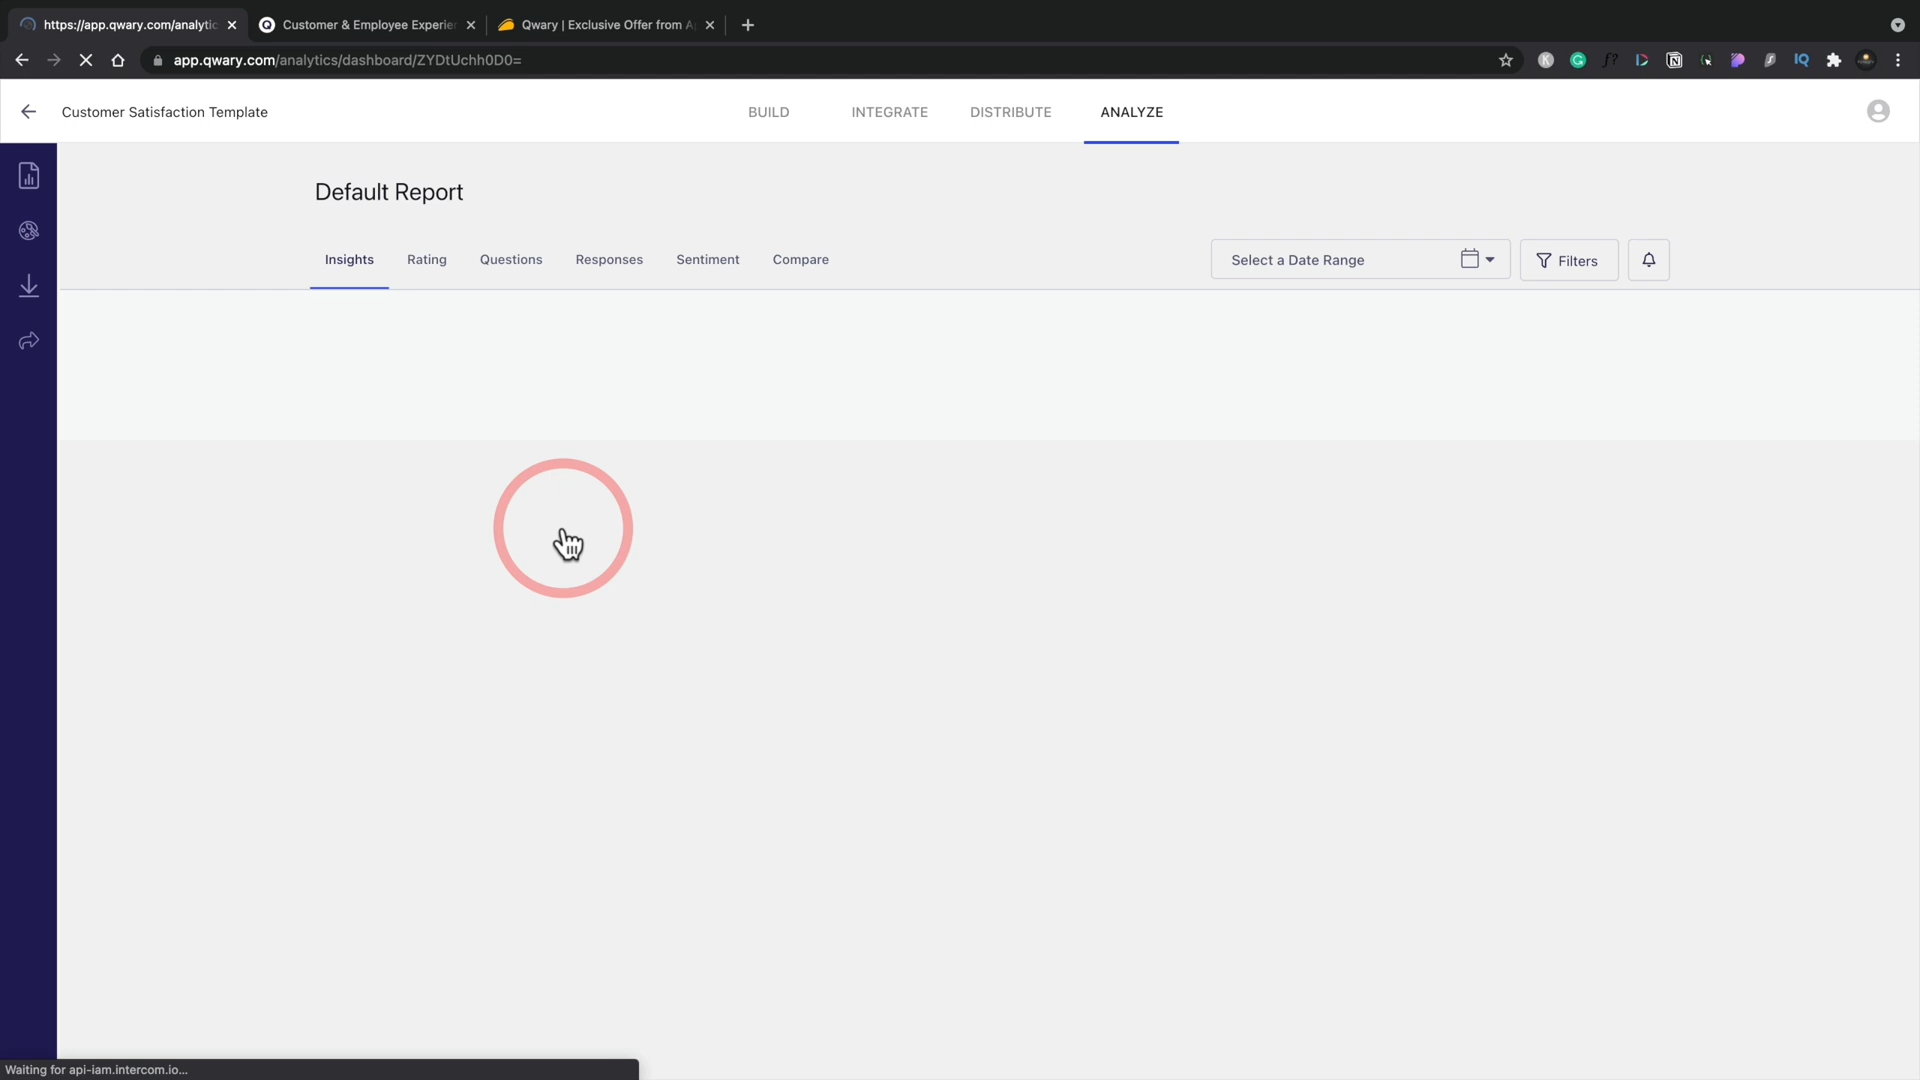 https://app.qwary.com/analytic
Customer & Employee Experier
Qwary | Exclusive Offer from A
app.qwary.com/analytics/dashboard/ZYDtUchh0D0=
Customer Satisfaction Template
BUILD
INTEGRATE
DISTRIBUTE
ANALYZE
Default Report
Insights
Rating
Questions
Responses
Sentiment
Compare
Select a Date Range
Filters
Waiting for api-iam.intercom.io...